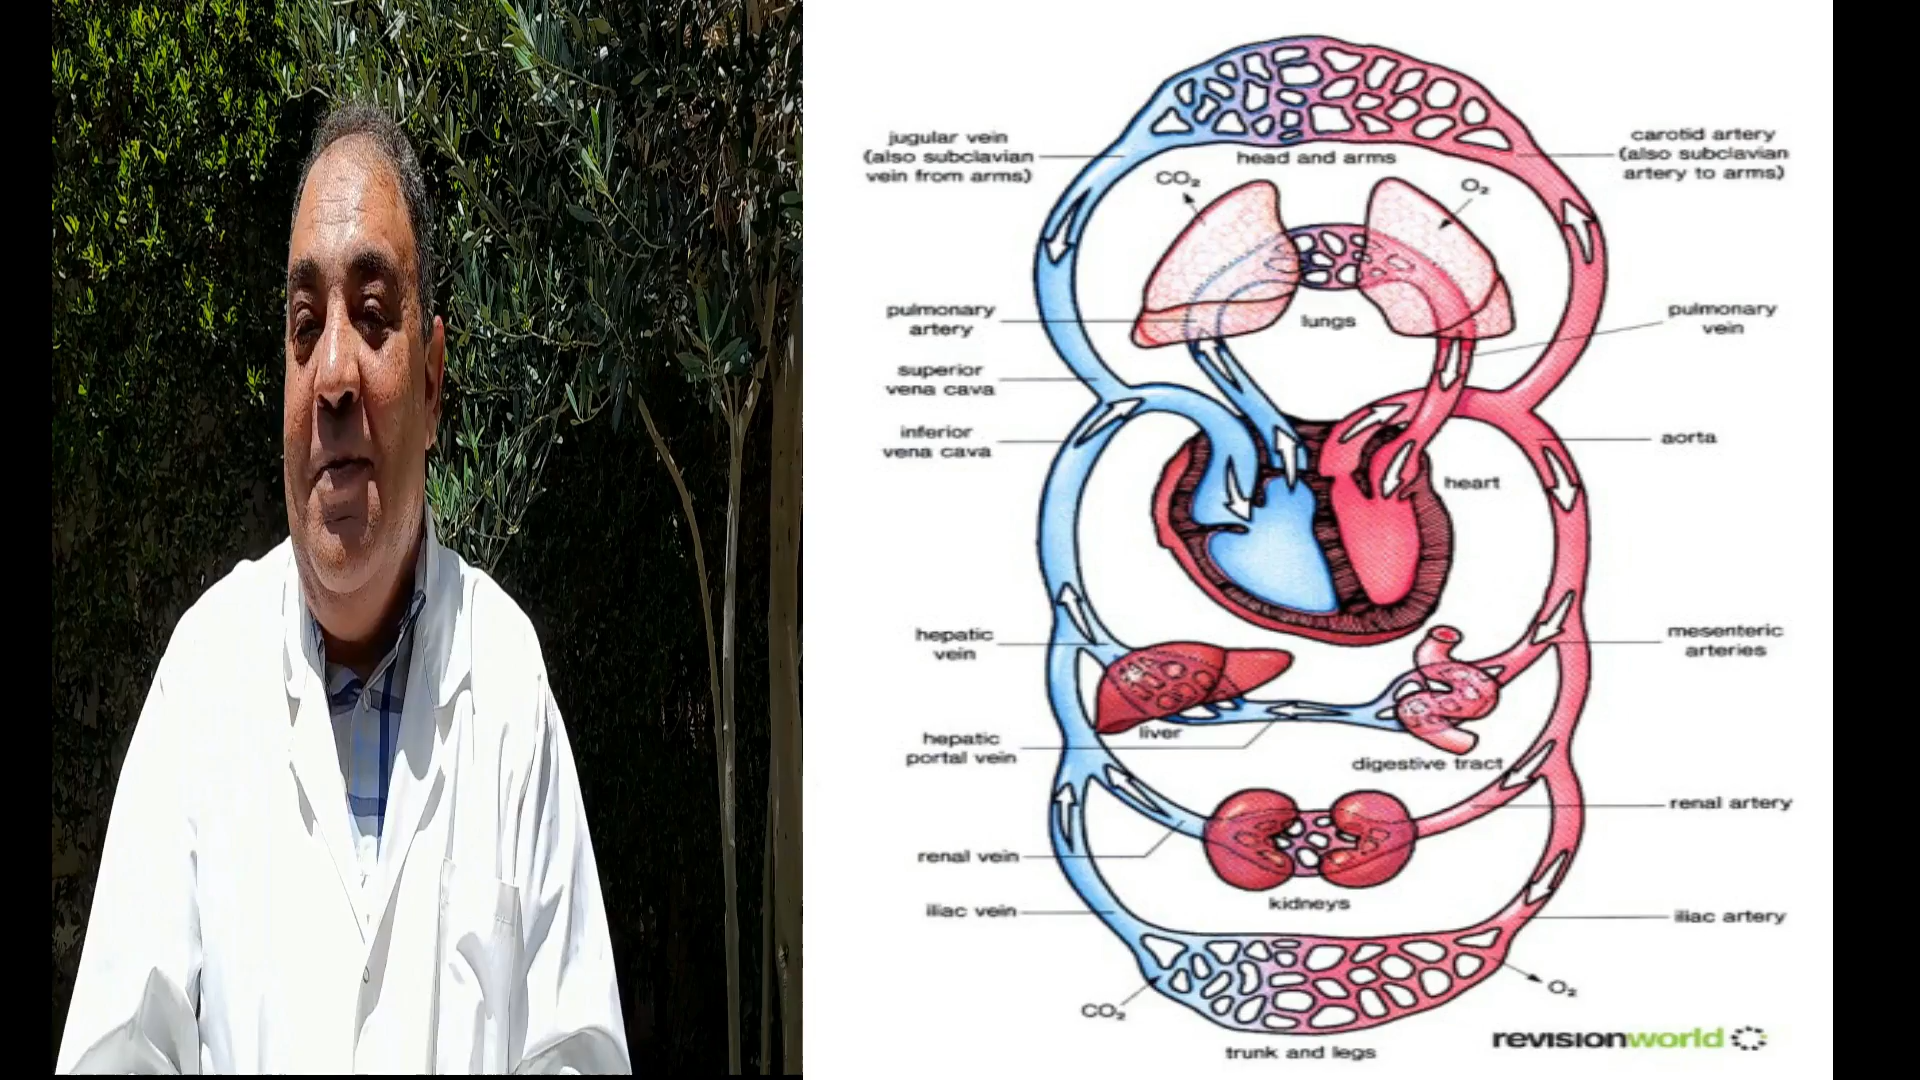 jugular vein
(also subclavian
vein from arms)
carotid artery
(also subclavian
artery to arms)
head and arms
CO₂
O₂
pulmonary
artery
lungs
pulmonary
vein
superior
vena cava
inferior
vena cava
aorta
heart
hepatic
vein
mesenteric
arteries
liver
hepatic
portal vein
digestive tract
renal artery
renal vein
kidneys
iliac vein
iliac artery
CO₂
O₂
revisionworld
trunk and legs